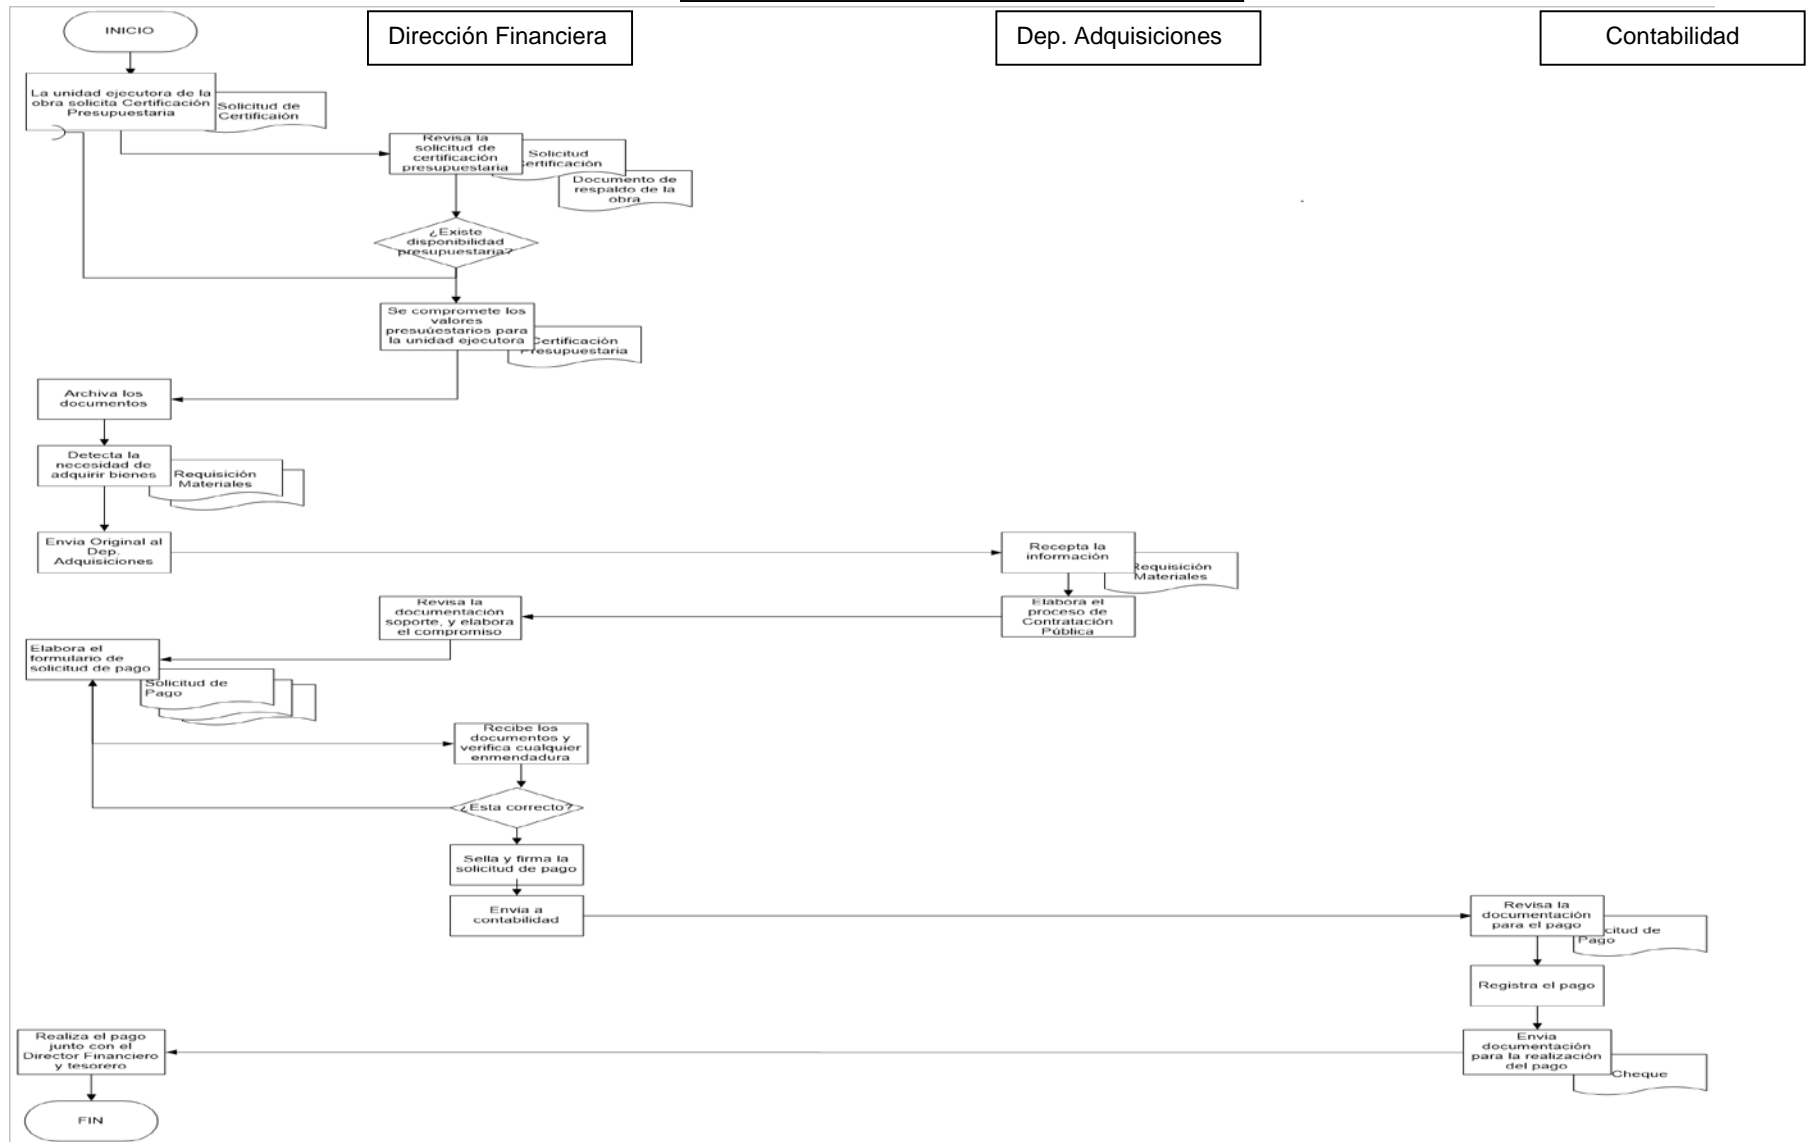 INICIO
Dirección Financiera
Dep. Adquisiciones
Contabilidad
La unidad ejecutora de la
obra solicita Certificación
Presupuestaria
Solicitud de
Certificaión
Revisa la
solicitud de
certificación
presupuestaria
Solicitud
ertificación
Documento de
respaldo de la
obra
¿Existe
disponibilidad
presupuestaria?
Se compromete los
valores
presuúestarios para
la unidad ejecutora
Certificación
Presupuestaria
Archiva los
documentos
Detecta la
necesidad de
adquirir bienes
Requisición
Materiales
Envia Original al
Dep.
Adquisiciones
Recepta la
información
Requisición
Materiales
Revisa la
documentación
soporte, y elabora
el compromiso
Elabora el
proceso de
Contratación
Pública
Elabora el
formulario de
solicitud de pago
Solicitud de
Pago
Recibe los
documentos y
verifica cualquier
enmendadura
¿Esta correcto?
Sella y firma la
solicitud de pago
Envia a
contabilidad
Revisa la
documentación
para el pago
citud de
Pago
Registra el pago
Realiza el pago
junto con el
Director Financiero
y tesorero
Envia
documentación
para la realización
del pago
Cheque
FIN